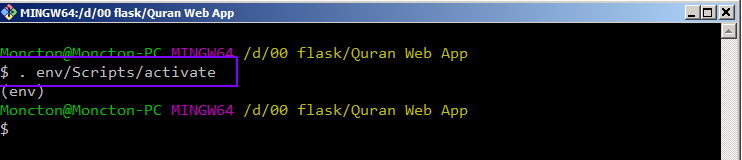 MINGW64:/d/00 flask/Quran Web App
Moncton@Moncton-PC MINGW64 /d/00 flask/Quran Web App
$ . env/Scripts/activate
(env)
Moncton@Moncton-PC MINGW64 /d/00 flask/Quran Web App
$